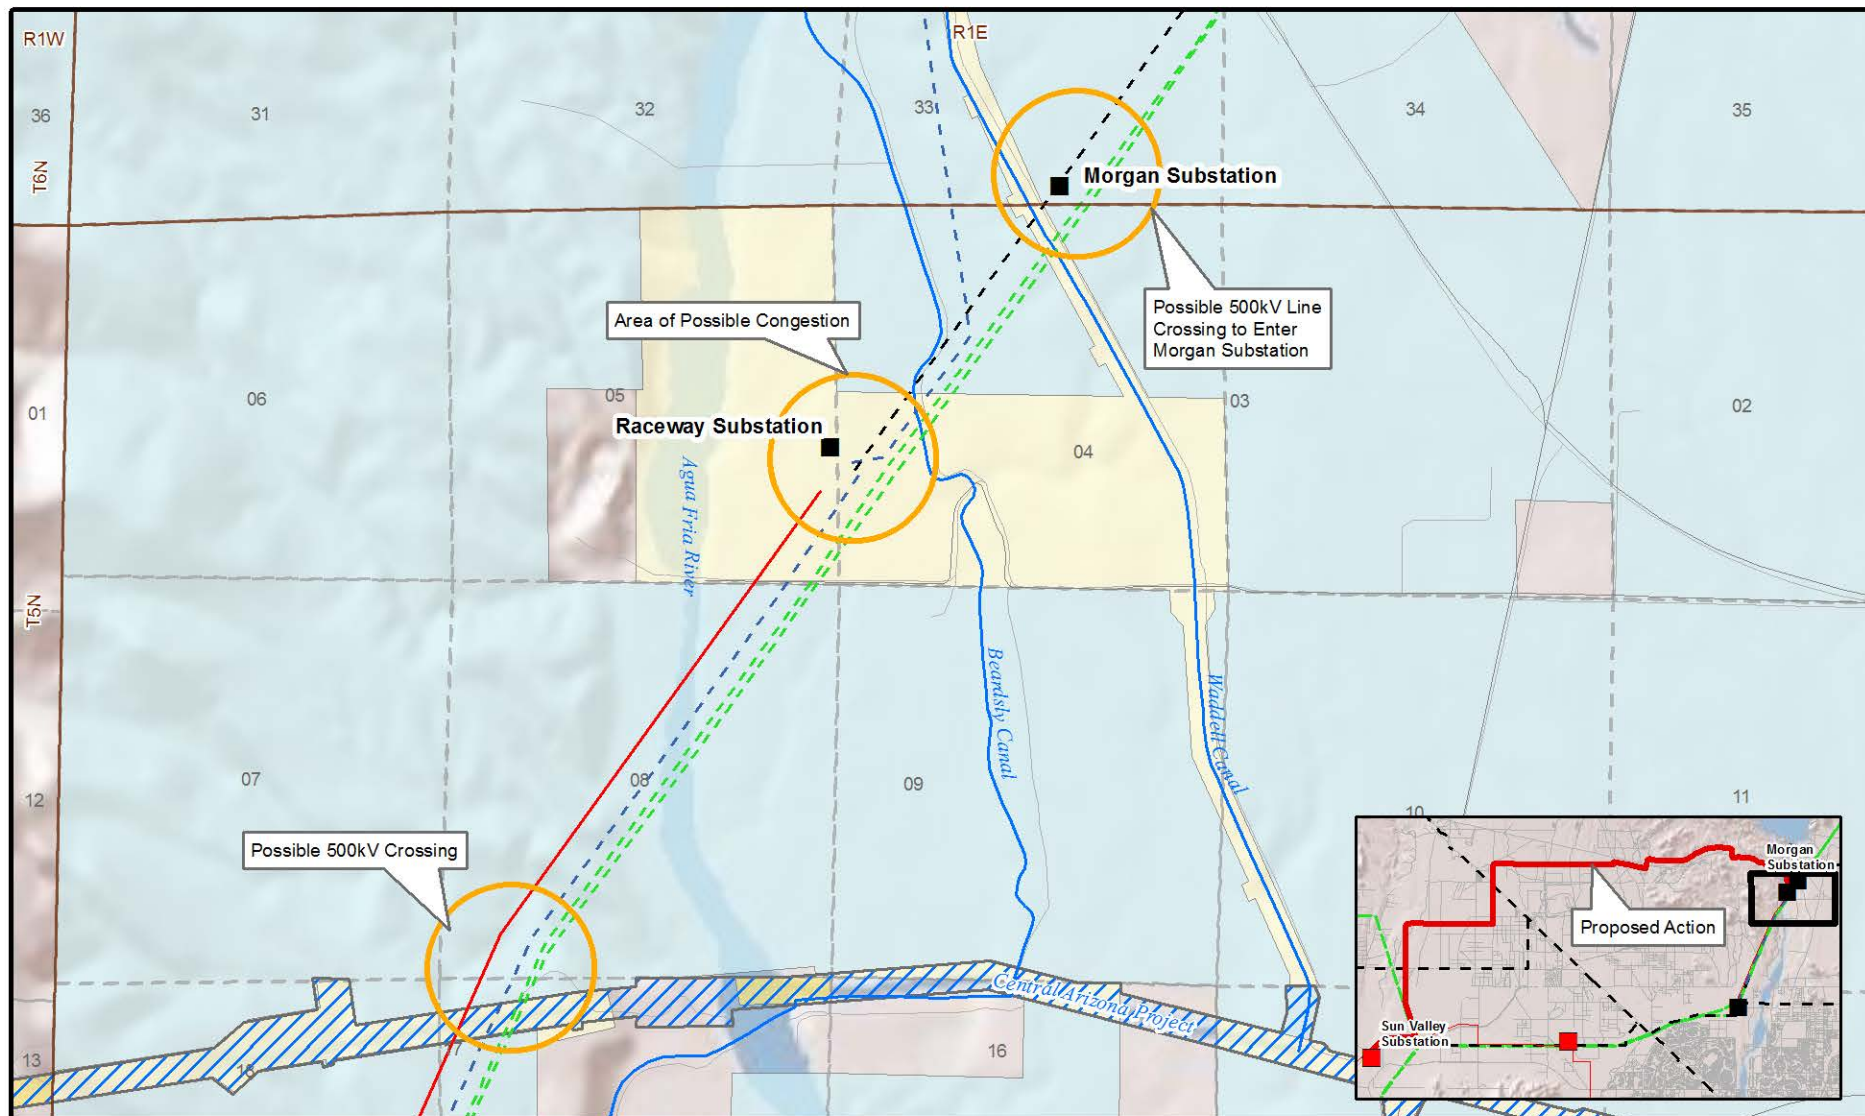 R1W
R1E
36
31
32
33
34
35
T6N
Morgan Substation
Area of Possible Congestion
Possible 500kV Line
Crossing to Enter
Morgan Substation
01
06
05
03
02
Raceway Substation
04
Agua Fria River
T5N
Beardsly Canal
Waddell Canal
12
07
08
09
10
11
Possible 500kV Crossing
Central Arizona Project
13
16
Morgan
Substation
Proposed Action
Sun Valley
Substation